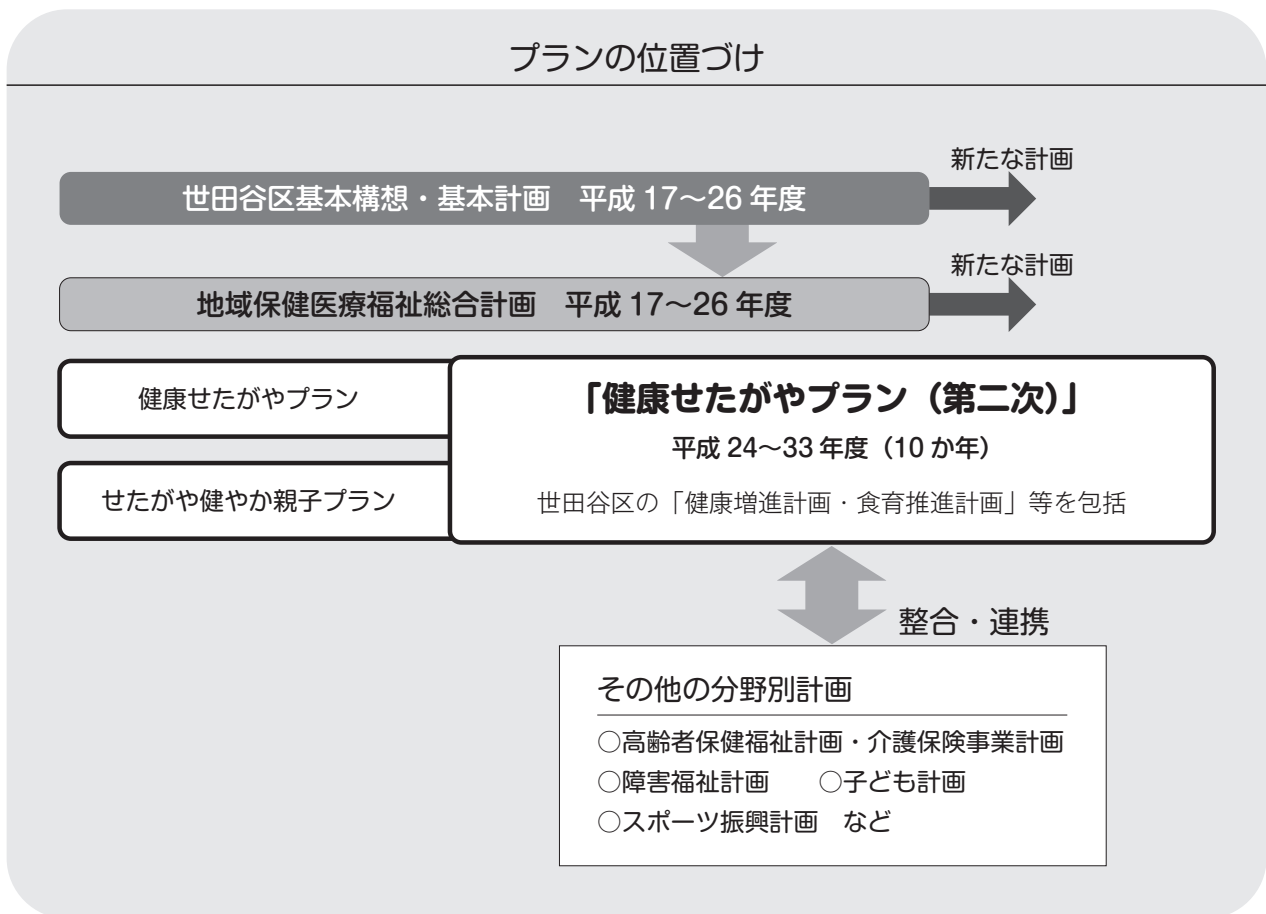 プランの位置づけ
新たな計画
世田谷区基本構想・基本計画　平成 17〜26 年度
新たな計画
地域保健医療福祉総合計画　平成 17〜26 年度
健康せたがやプラン
せたがや健やか親子プラン
「健康せたがやプラン（第二次）」
平成 24〜33 年度（10 か年）
世田谷区の「健康増進計画・食育推進計画」等を包括
整合・連携
その他の分野別計画
○高齢者保健福祉計画・介護保険事業計画
○障害福祉計画　　○子ども計画
○スポーツ振興計画　など